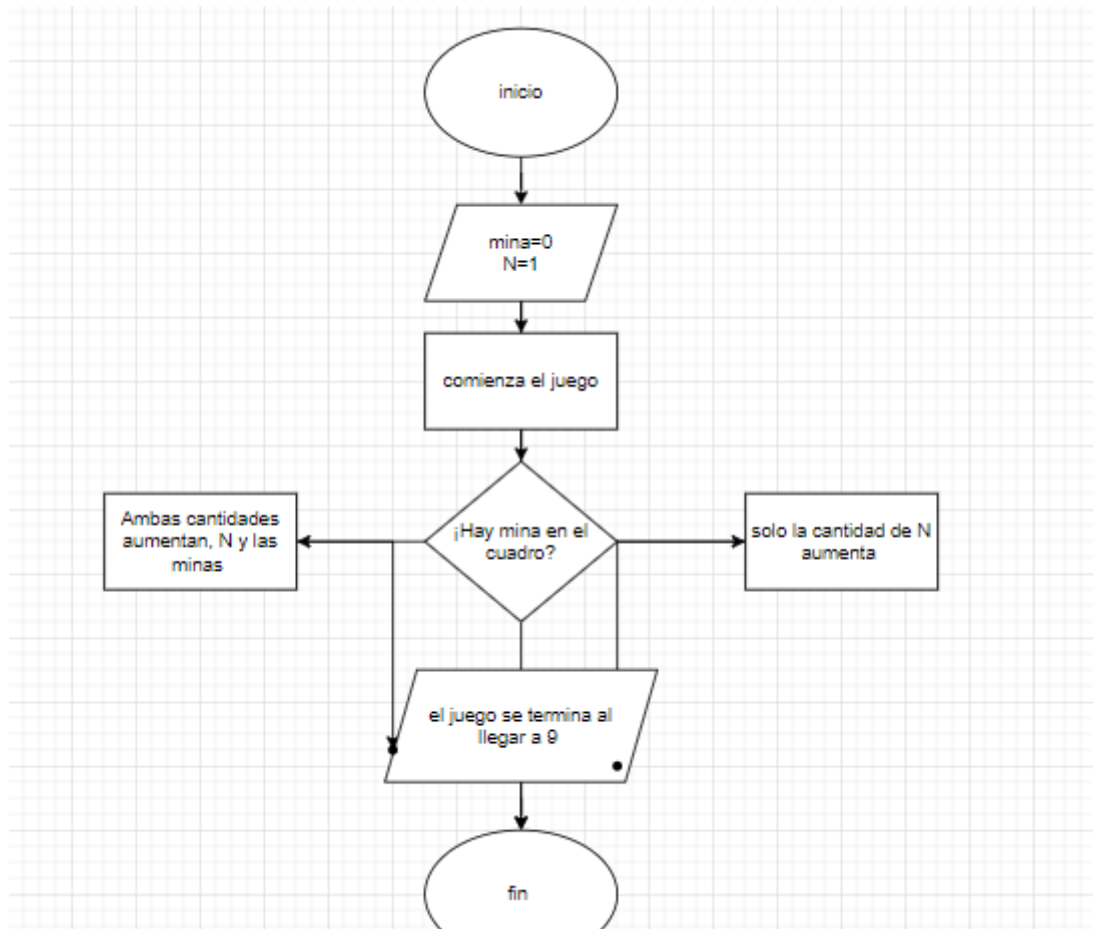 inicio
mina=0
N=1
comienza el juego
Ambas cantidades
aumentan, N y las
minas
¡Hay mina en el
cuadro?
solo la cantidad de N
aumenta
el juego se termina al
llegar a 9
fin